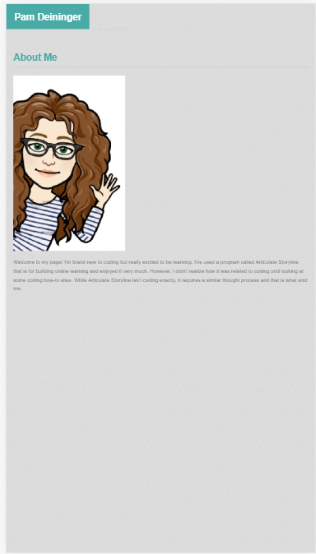 Pam Deininger
About Me
Welcome to my page! I'm brand new to coding but really excited to be learning. I've used a program called Articulate Storyline
that is for building online learning and enjoyed it very much. However, I didn't realize how it was related to coding until looking at
some coding how-to sites. While Articulate Storyline isn't coding exactly, it requires a similar thought process and that is what sold
me.